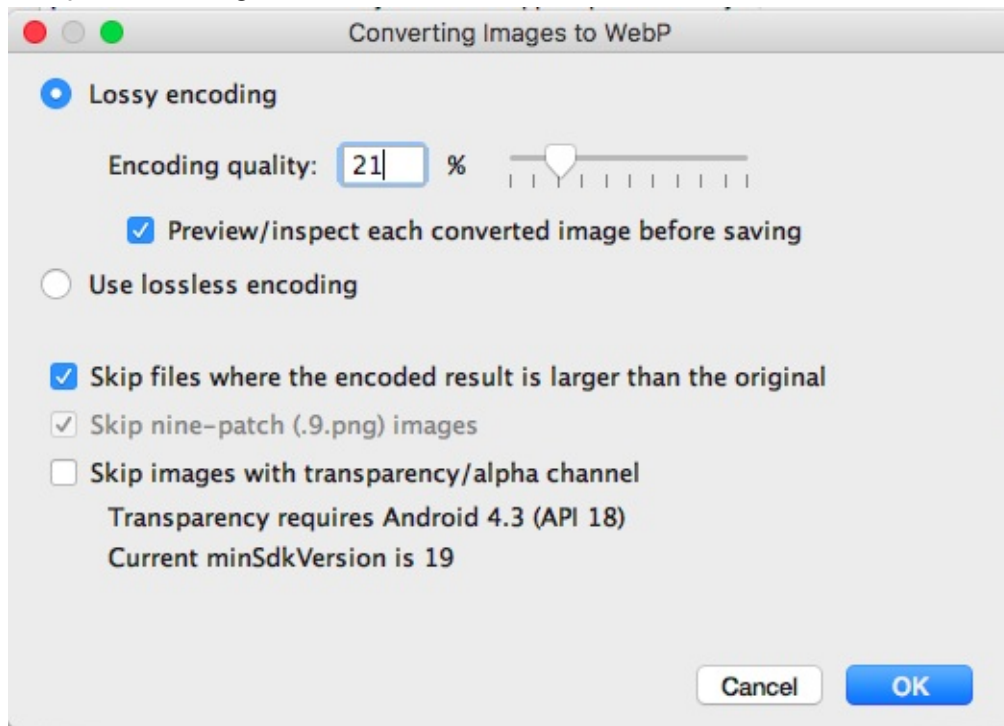 Converting Images to WebP
Lossy encoding
Encoding quality: 21 %
Preview/inspect each converted image before saving
Use lossless encoding
Skip files where the encoded result is larger than the original
Skip nine-patch (.9.png) images
Skip images with transparency/alpha channel
Transparency requires Android 4.3 (API 18)
Current minSdkVersion is 19
Cancel OK